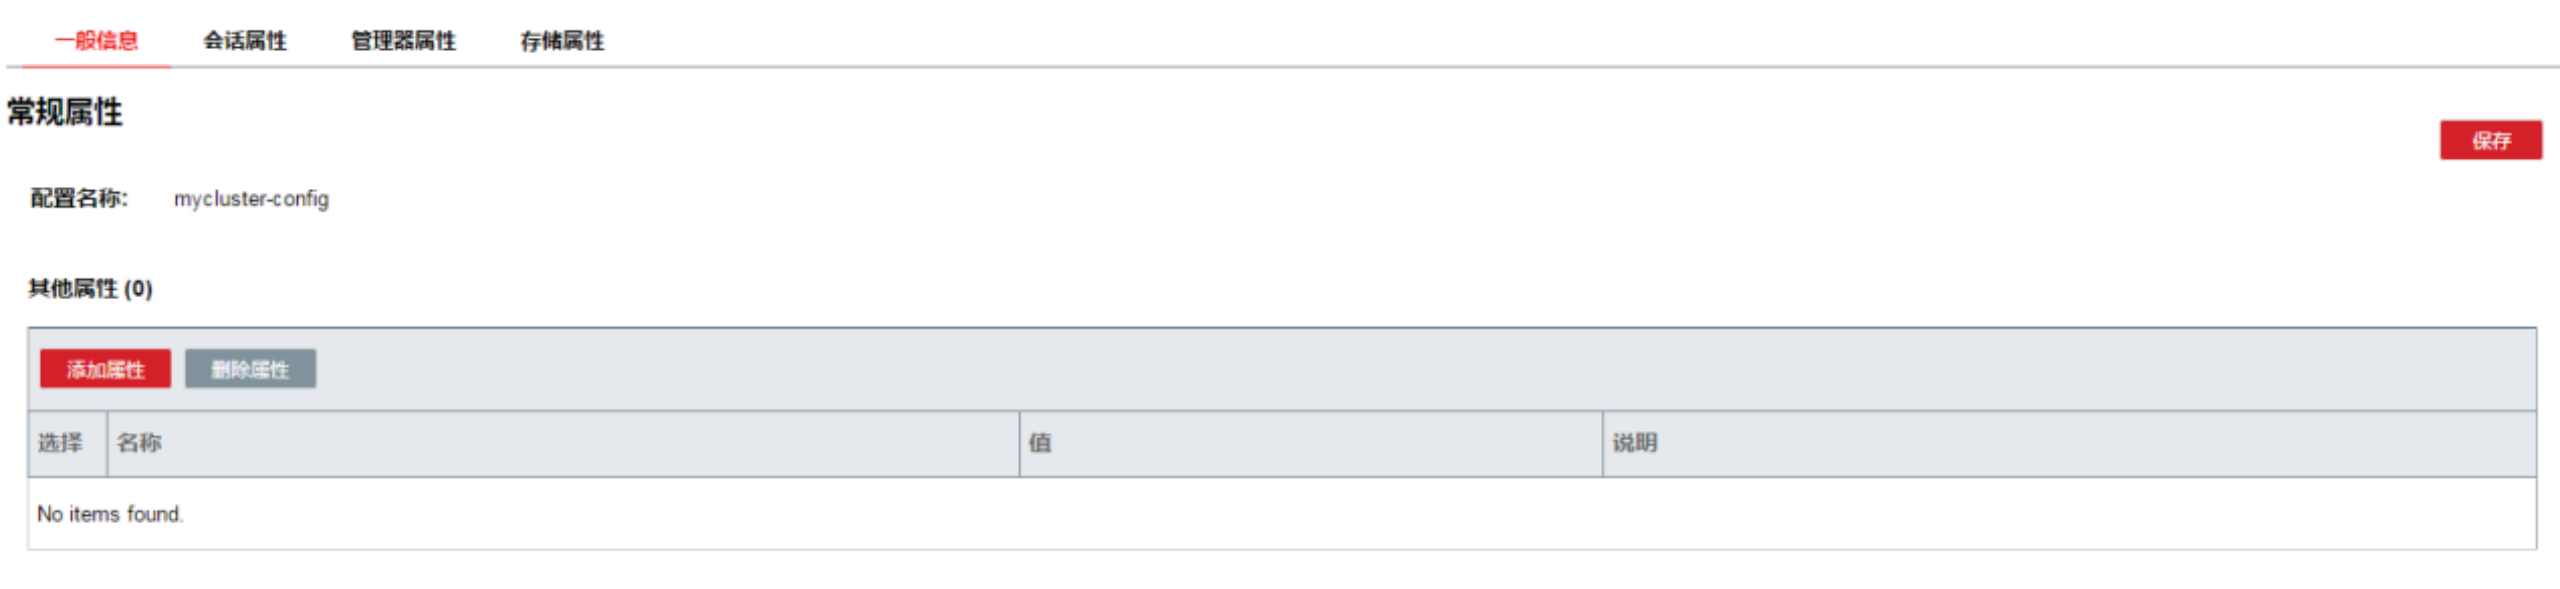 一般信息 会话属性 管理器属性 存储属性
常规属性
保存
配置名称: mycluster-config
其他属性 (0)
添加属性 删除属性
选择 名称 值 说明
No items found.